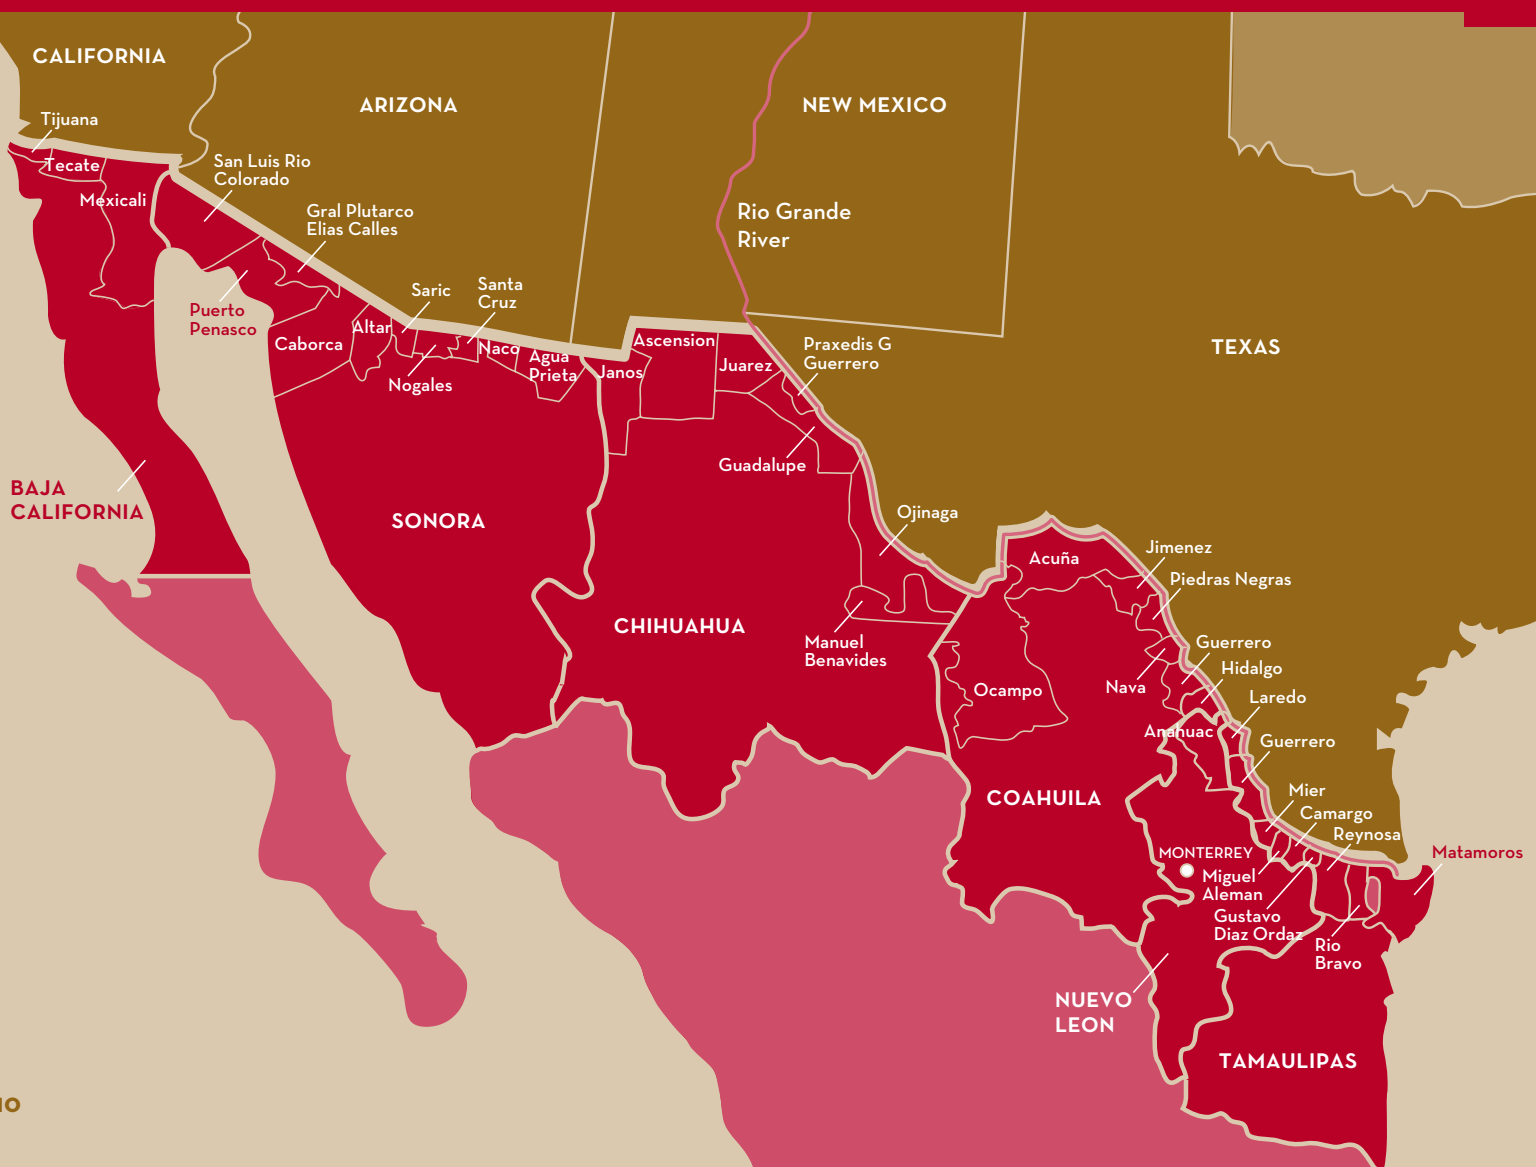 CALIFORNIA
ARIZONA
NEW MEXICO
Tijuana
Tecate
Mexicali
San Luis Rio
Colorado
Gral Plutarco
Elias Calles
Rio Grande
River
Puerto
Penasco
Saric
Santa
Cruz
Caborca
Altar
Nogales
Naco
Agua
Prieta
Janos
Ascension
Juarez
Praxedis G
Guerrero
TEXAS
Guadalupe
BAJA
CALIFORNIA
SONORA
Ojinaga
CHIHUAHUA
Manuel
Benavides
Acuña
Jimenez
Piedras Negras
Ocampo
Nava
Guerrero
Hidalgo
Laredo
Anahuac
Guerrero
COAHUILA
Mier
Camargo
Reynosa
MONTERREY
Matamoros
Miguel
Aleman
Gustavo
Diaz Ordaz
Rio
Bravo
NUEVO
LEON
TAMAULIPAS